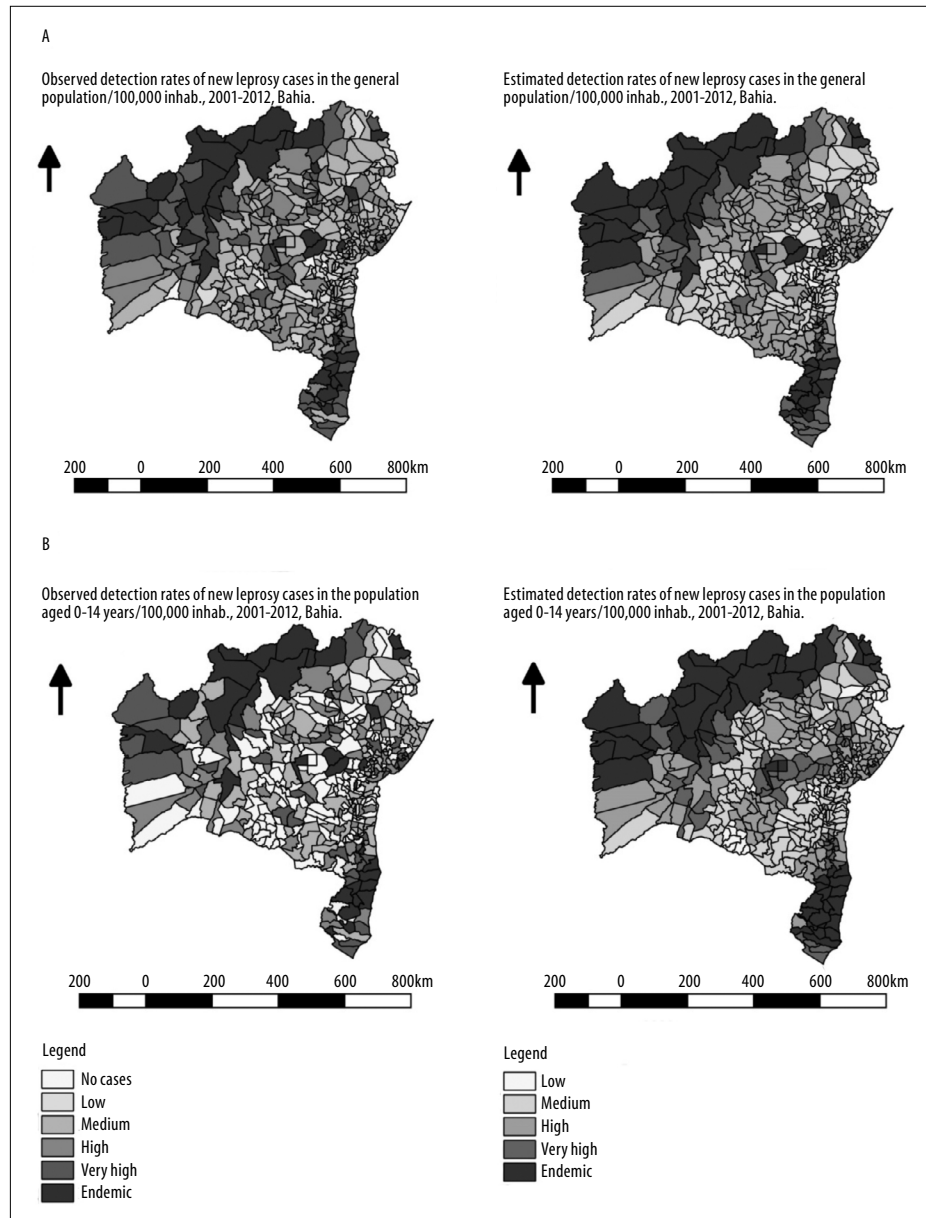 A
Observed detection rates of new leprosy cases in the general
population/100,000 inhab., 2001-2012, Bahia.
Estimated detection rates of new leprosy cases in the general
population/100,000 inhab., 2001-2012, Bahia.
200 0 200 400 600 800km
200 0 200 400 600 800km
B
Observed detection rates of new leprosy cases in the population
aged 0-14 years/100,000 inhab., 2001-2012, Bahia.
Estimated detection rates of new leprosy cases in the population
aged 0-14 years/100,000 inhab., 2001-2012, Bahia.
200 0 200 400 600 800km
200 0 200 400 600 800km
Legend
No cases
Low
Medium
High
Very high
Endemic
Legend
Low
Medium
High
Very high
Endemic